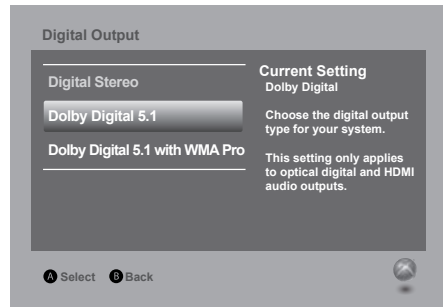 Digital Output
Digital Stereo
Dolby Digital 5.1
Dolby Digital 5.1 with WMA Pro
Current Setting
Dolby Digital
Choose the digital output
type for your system.
This setting only applies
to optical digital and HDMI
audio outputs.
A Select B Back